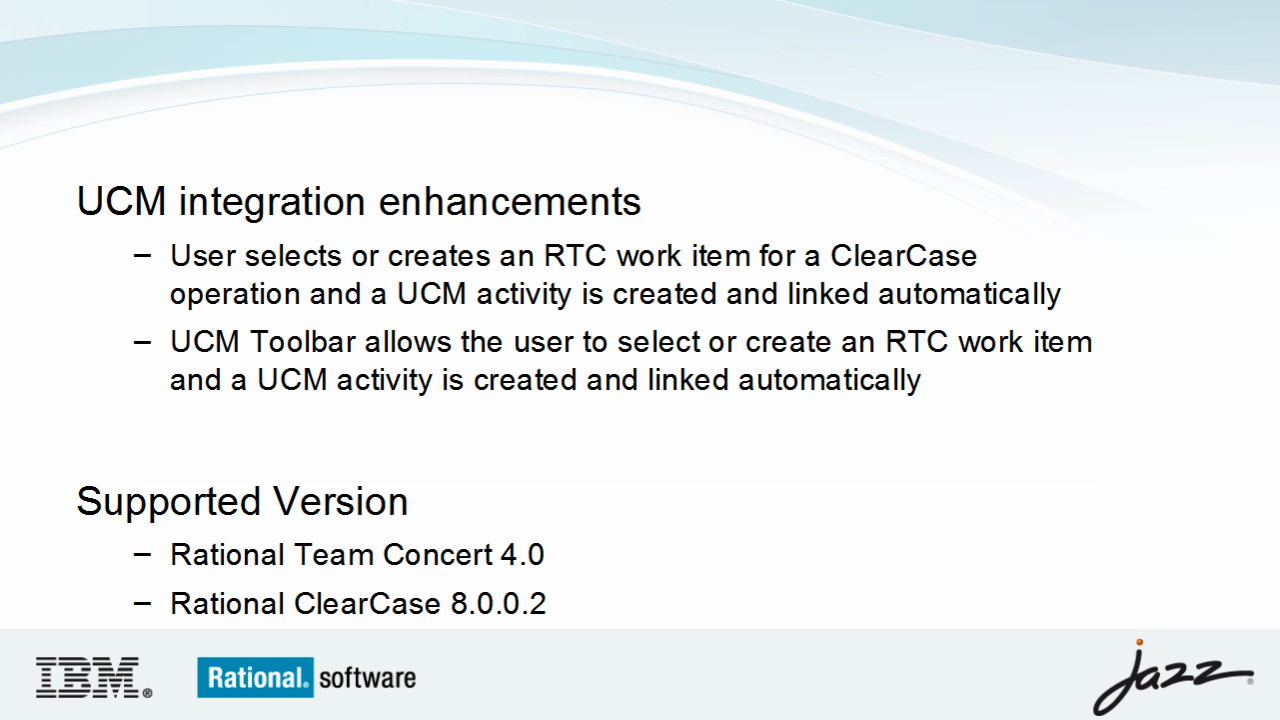 UCM integration enhancements
– User selects or creates an RTC work item for a ClearCase
operation and a UCM activity is created and linked automatically
– UCM Toolbar allows the user to select or create an RTC work item
and a UCM activity is created and linked automatically
Supported Version
– Rational Team Concert 4.0
– Rational ClearCase 8.0.0.2
IBM® Rational. software jazz®